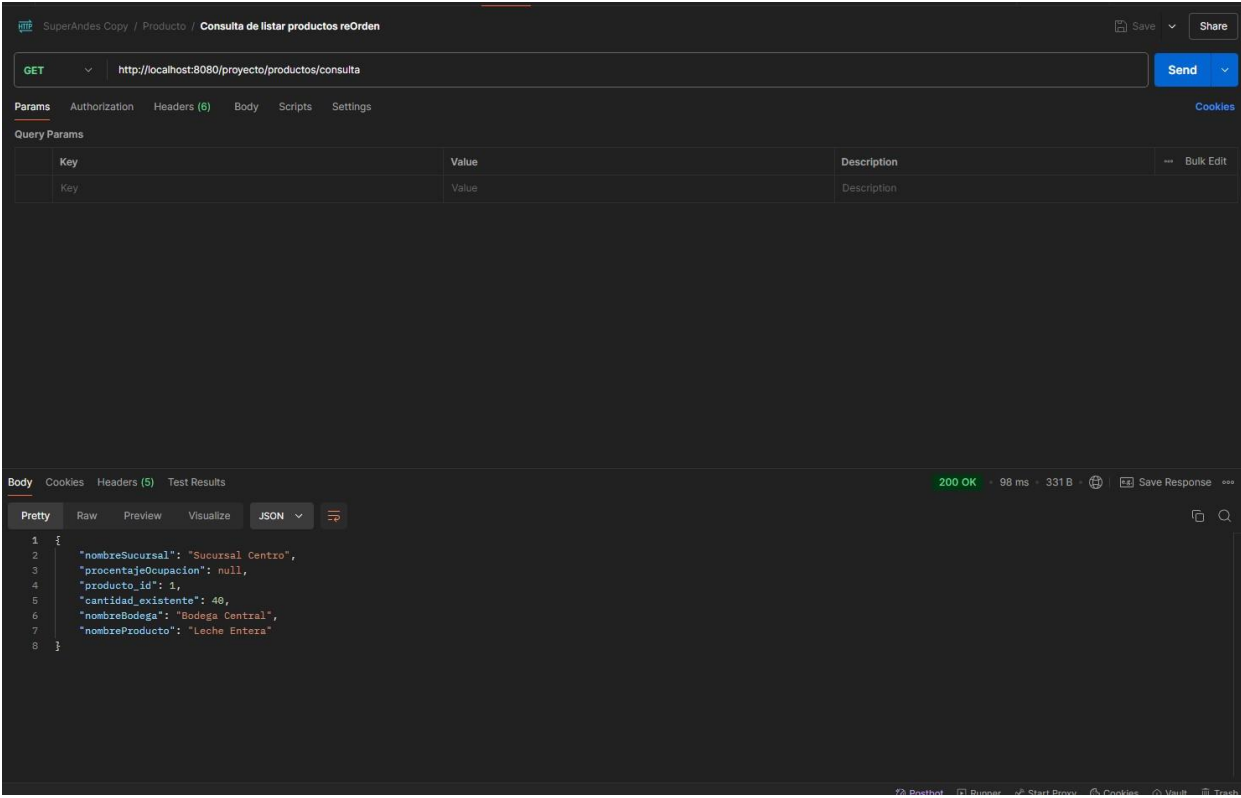 HTTP SuperAndes Copy / Producto / Consulta de listar productos reOrden Save Share
GET http://localhost:8080/proyecto/productos/consulta Send
Params Authorization Headers (6) Body Scripts Settings Cookies
Query Params
Key Value Description ••• Bulk Edit
Key Value Description
Body Cookies Headers (5) Test Results 200 OK • 98 ms • 331 B • e.g. Save Response •••
Pretty Raw Preview Visualize JSON
1 {
2 "nombreSucursal": "Sucursal Centro",
3 "procentajeOcupacion": null,
4 "producto_id": 1,
5 "cantidad_existente": 40,
6 "nombreBodega": "Bodega Central",
7 "nombreProducto": "Leche Entera"
8 }
Postbot Runner Start Proxy Cookies Vault Trash